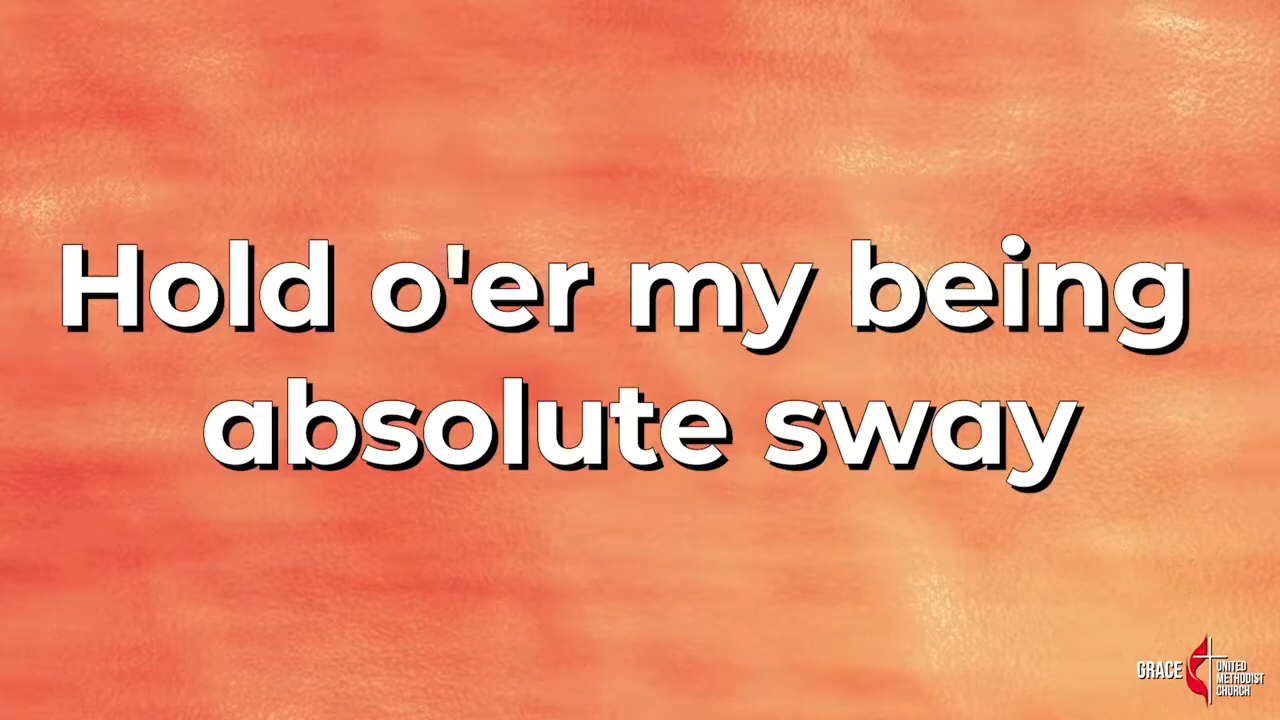 Hold o'er my being
absolute sway
GRACE
UNITED
METHODIST
CHURCH